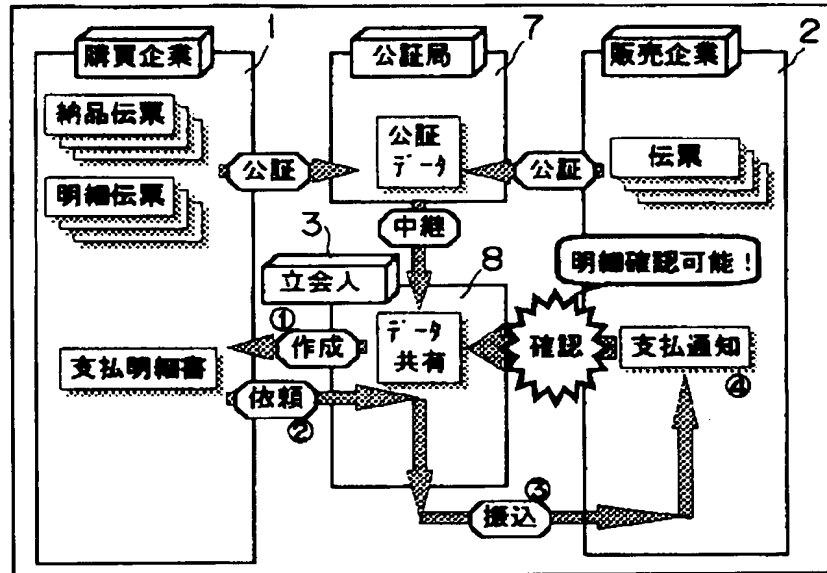 1
購買企業
納品伝票
明細伝票
7
公証局
公証
データ
公証
公証
2
販売企業
伝票
中継
3
立会人
8
明細確認可能！
①
作成
データ
共有
確認
支払通知
④
支払明細書
依頼
②
③
振込